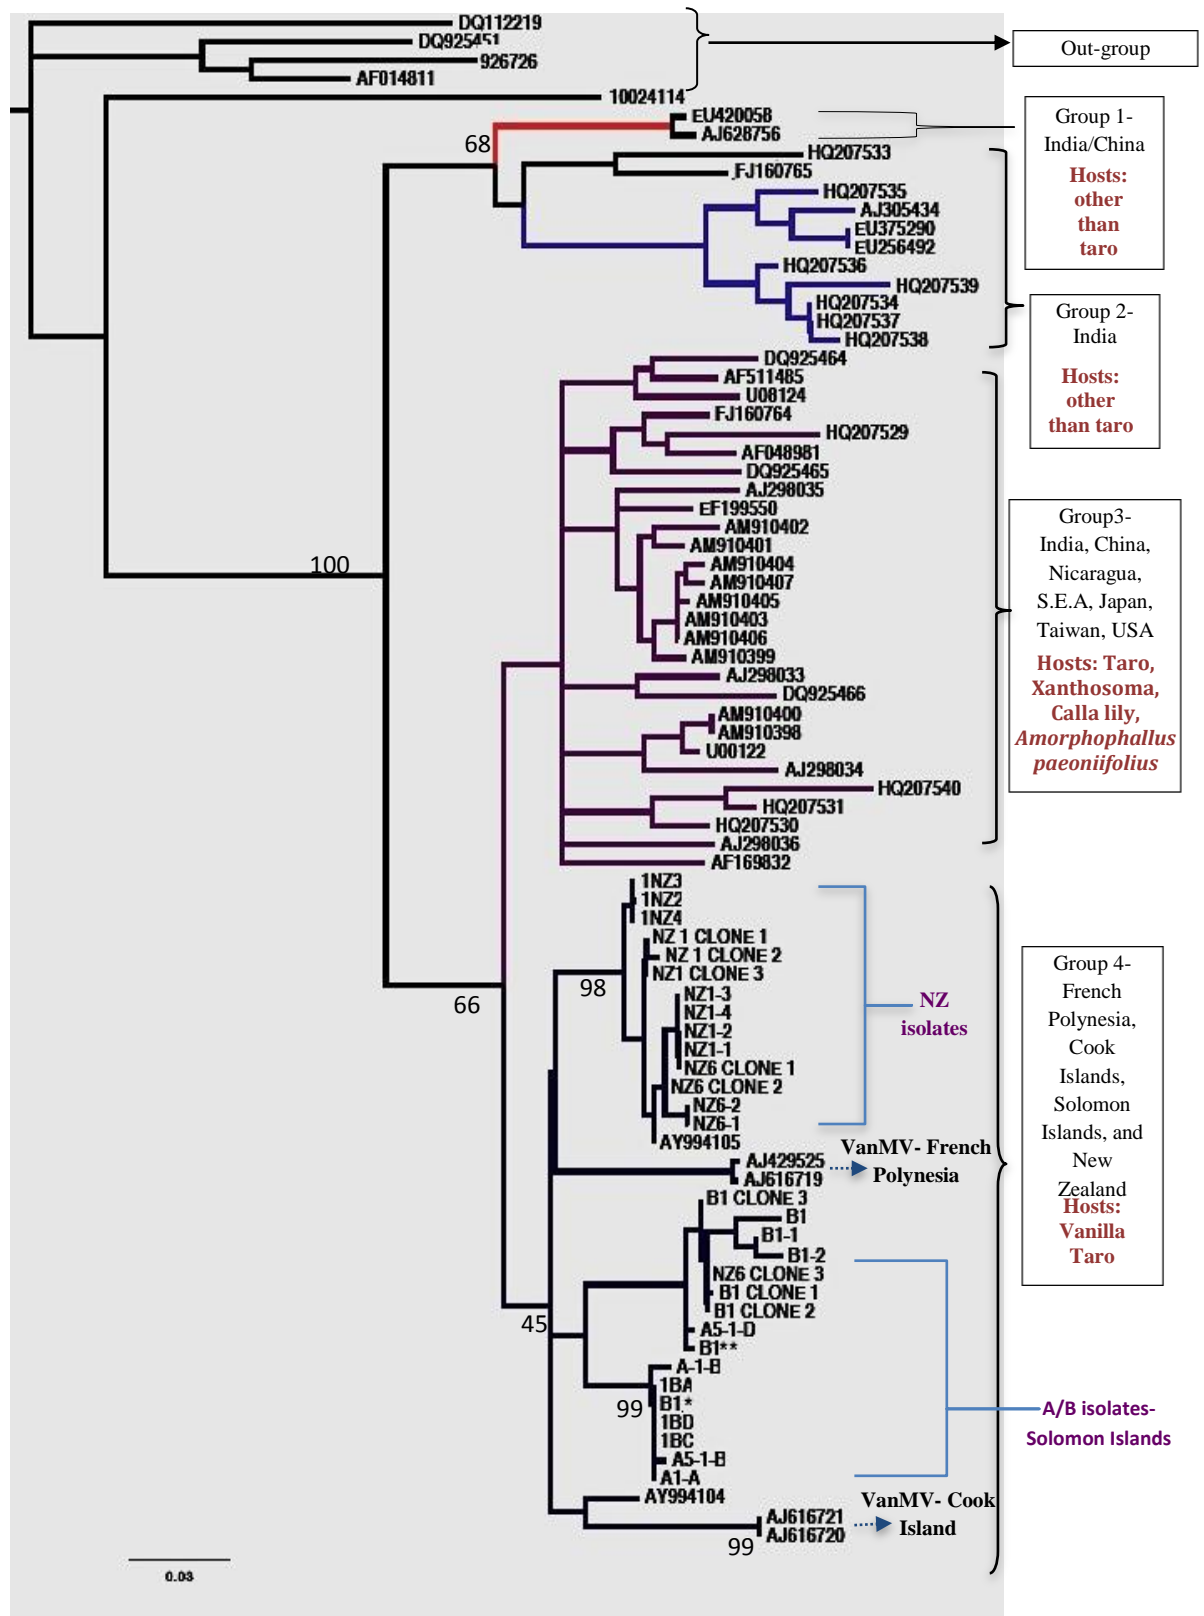 DQ112219
DQ925451
926726
AF014811
Out-group
10024114
EU420058
AJ628756
68
Group 1-
India/China
Hosts:
other
than
taro
HQ207533
FJ160765
HQ207535
AJ305434
EU375290
EU256492
HQ207536
HQ207539
HQ207534
HQ207537
HQ207538
Group 2-
India
Hosts:
other
than taro
DQ925464
AF511485
U08124
FJ160764
HQ207529
AF048981
DQ925465
AJ298035
EF199550
AM910402
AM910401
AM910404
AM910407
AM910405
AM910403
AM910406
AM910399
AJ298033
DQ925466
AM910400
AM910398
U00122
AJ298034
HQ207540
HQ207531
HQ207530
AJ298036
AF169832
100
Group3-
India, China,
Nicaragua,
S.E.A, Japan,
Taiwan, USA
Hosts: Taro,
Xanthosoma,
Calla lily,
Amorphophallus
paeoniifolius
1NZ3
1NZ2
1NZ4
NZ 1 CLONE 1
NZ 1 CLONE 2
NZ1 CLONE 3
98
66
NZ1-3
NZ1-4
NZ1-2
NZ1-1
NZ6 CLONE 1
NZ6 CLONE 2
NZ6-2
NZ6-1
AY994105
NZ
isolates
AJ429525
AJ616719
VanMV- French
Polynesia
Group 4-
French
Polynesia,
Cook
Islands,
Solomon
Islands, and
New
Zealand
Hosts:
Vanilla
Taro
B1 CLONE 3
B1
B1-1
B1-2
NZ6 CLONE 3
B1 CLONE 1
B1 CLONE 2
45
A5-1-D
B1**
A-1-B
1BA
B1*
99
1BD
1BC
A5-1-B
A1-A
A/B isolates-
Solomon Islands
AY994104
AJ616721
AJ616720
99
VanMV- Cook
Island
0.03